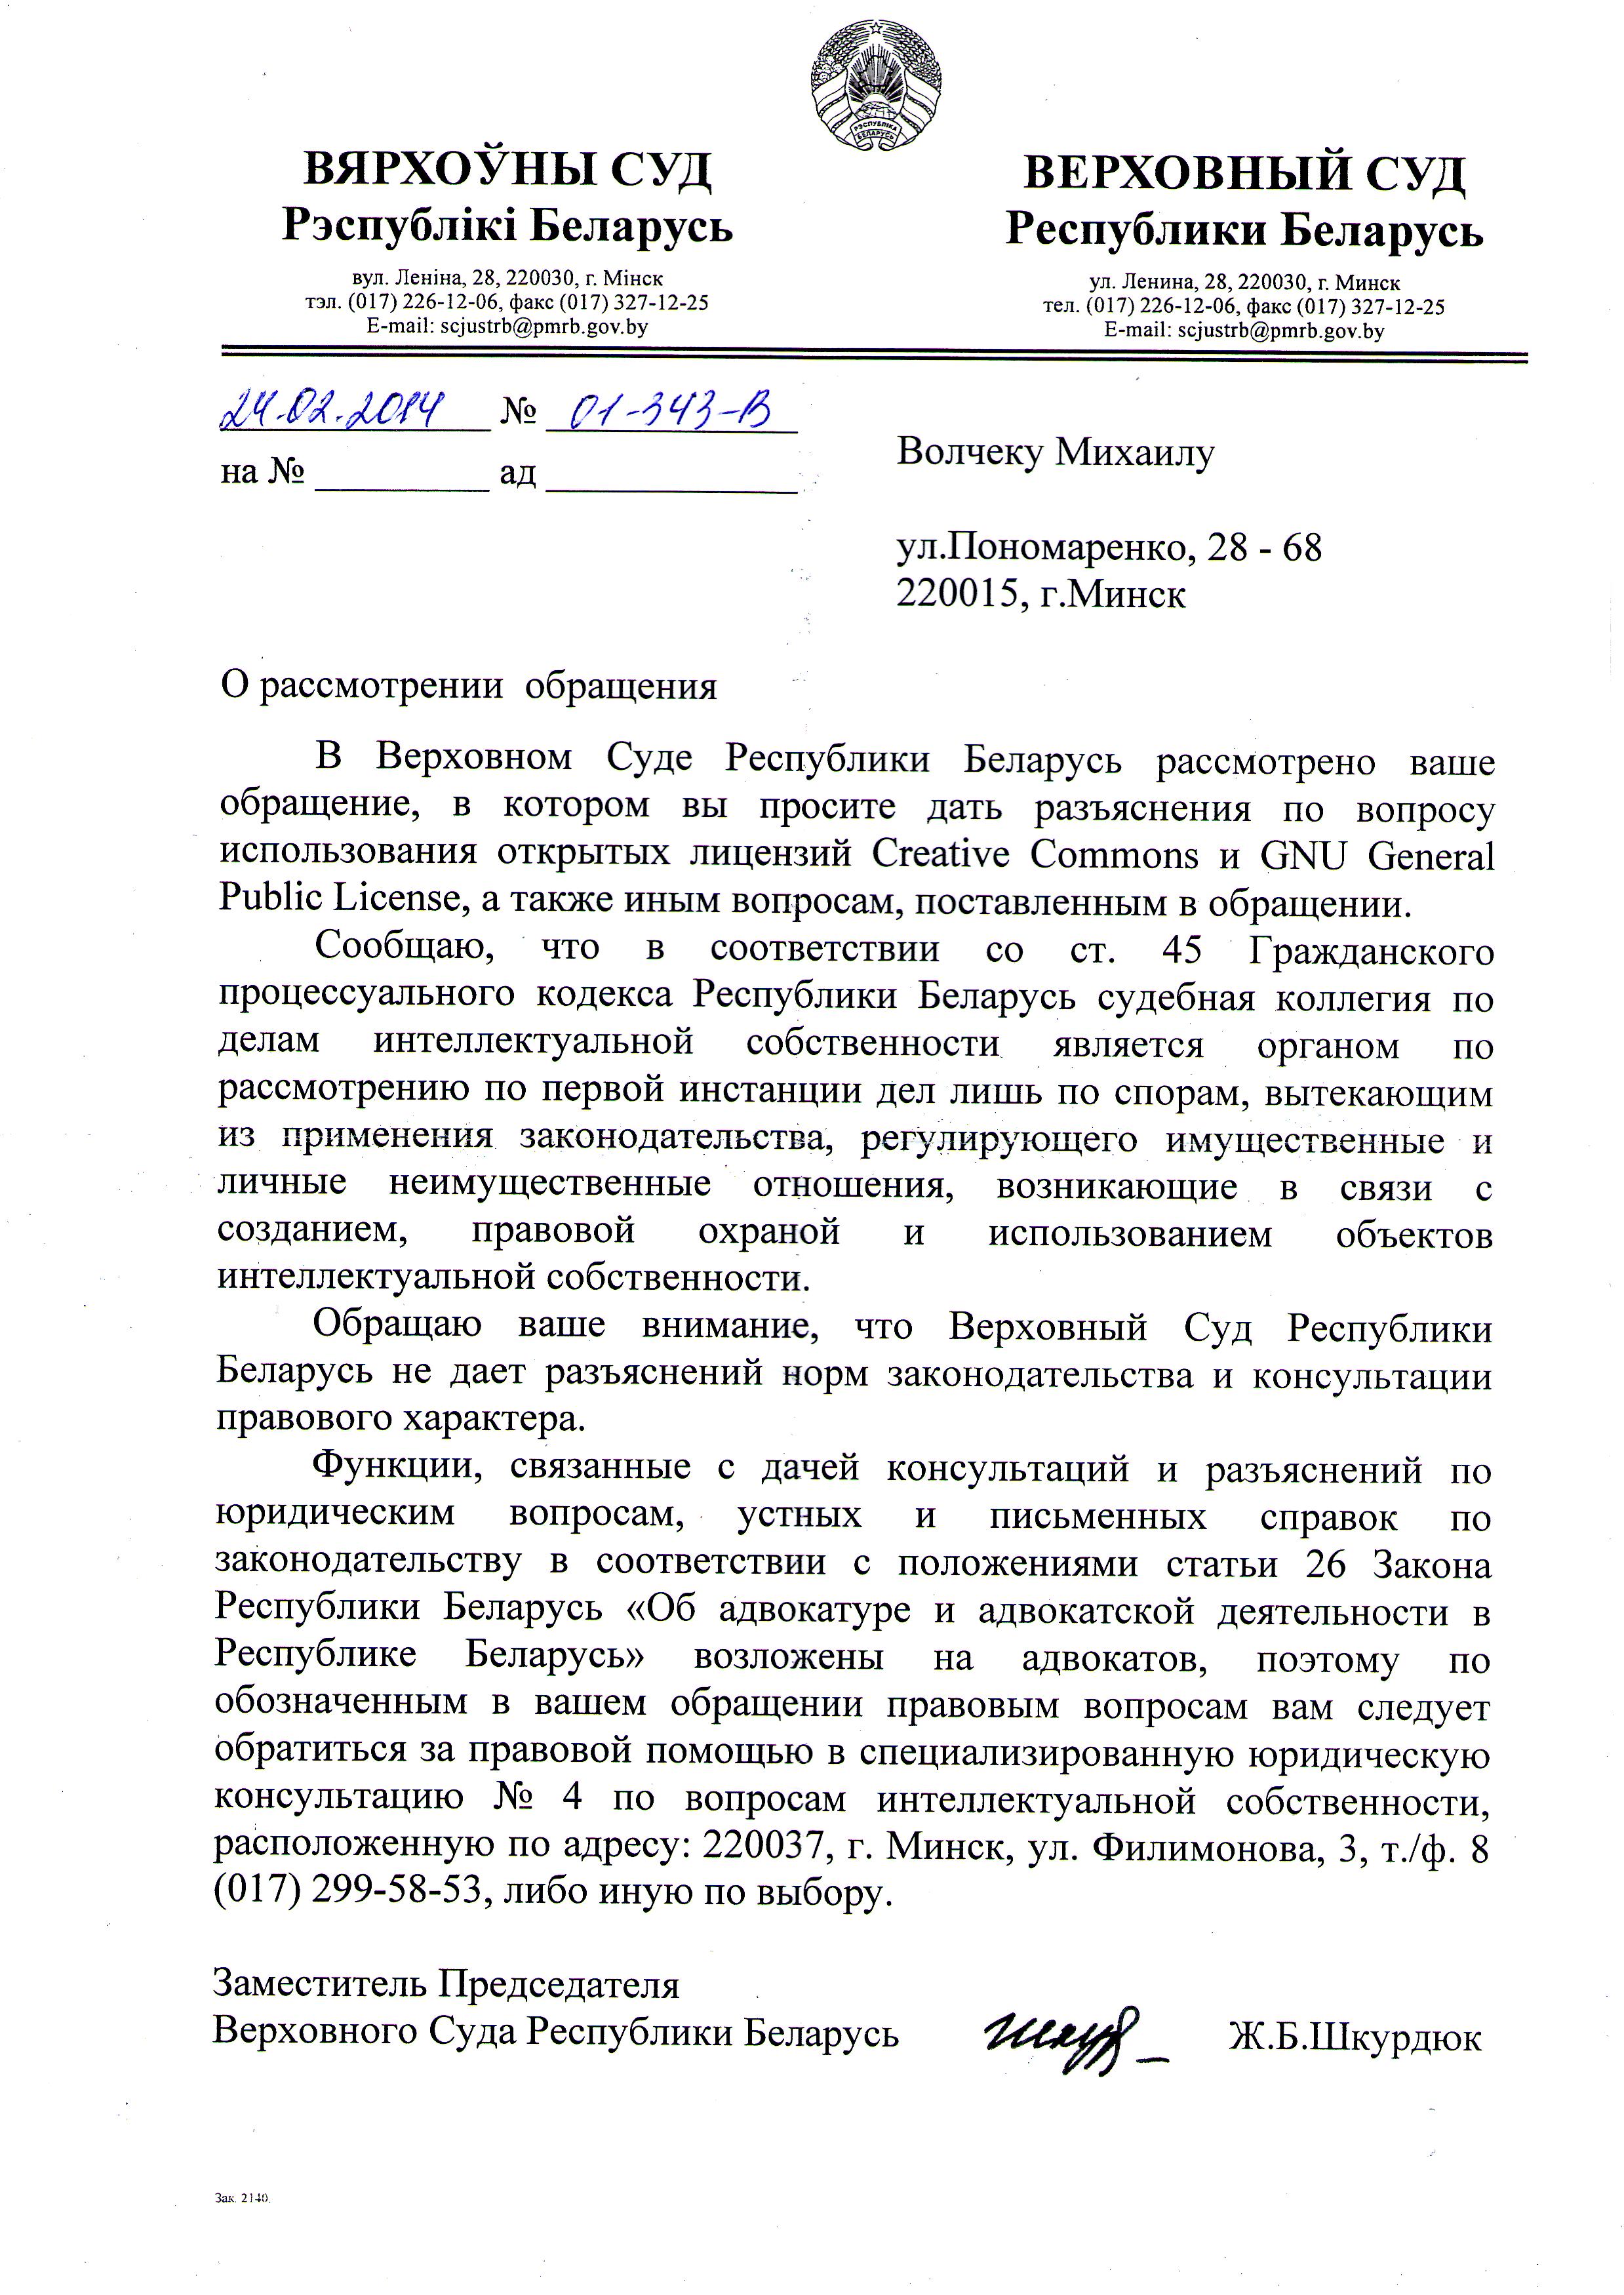 РЭСПУБЛІКА
БЕЛАРУСЬ
ВЯРХОЎНЫ СУД
Рэспублікі Беларусь
вул. Леніна, 28, 220030, г. Мінск
тэл. (017) 226-12-06, факс (017) 327-12-25
E-mail: scjustrb@pmrb.gov.by
ВЕРХОВНЫЙ СУД
Республики Беларусь
ул. Ленина, 28, 220030, г. Минск
тел. (017) 226-12-06, факс (017) 327-12-25
E-mail: scjustrb@pmrb.gov.by
24.02.2014 № 01-343-В
на № ад
Волчеку Михаилу
ул.Пономаренко, 28 - 68
220015, г.Минск
О рассмотрении обращения
В Верховном Суде Республики Беларусь рассмотрено ваше
обращение, в котором вы просите дать разъяснения по вопросу
использования открытых лицензий Creative Commons и GNU General
Public License, а также иным вопросам, поставленным в обращении.
Сообщаю, что в соответствии со ст. 45 Гражданского
процессуального кодекса Республики Беларусь судебная коллегия по
делам интеллектуальной собственности является органом по
рассмотрению по первой инстанции дел лишь по спорам, вытекающим
из применения законодательства, регулирующего имущественные и
личные неимущественные отношения, возникающие в связи с
созданием, правовой охраной и использованием объектов
интеллектуальной собственности.
Обращаю ваше внимание, что Верховный Суд Республики
Беларусь не дает разъяснений норм законодательства и консультации
правового характера.
Функции, связанные с дачей консультаций и разъяснений по
юридическим вопросам, устных и письменных справок по
законодательству в соответствии с положениями статьи 26 Закона
Республики Беларусь «Об адвокатуре и адвокатской деятельности в
Республике Беларусь» возложены на адвокатов, поэтому по
обозначенным в вашем обращении правовым вопросам вам следует
обратиться за правовой помощью в специализированную юридическую
консультацию № 4 по вопросам интеллектуальной собственности,
расположенную по адресу: 220037, г. Минск, ул. Филимонова, 3, т./ф. 8
(017) 299-58-53, либо иную по выбору.
Заместитель Председателя
Верховного Суда Республики Беларусь Ж.Б.Шкурдюк
Зак. 2140.